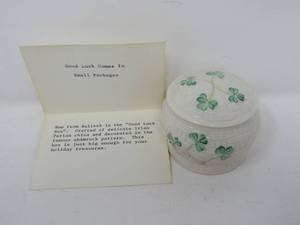 Good Luck Comes In
Small Packages
Now from Belleek is the "Good Luck
Box". Crafted of delicate Irish
Parian china and decorated in the
famous shamrock pattern. This
box is just big enough for your
holiday treasures.